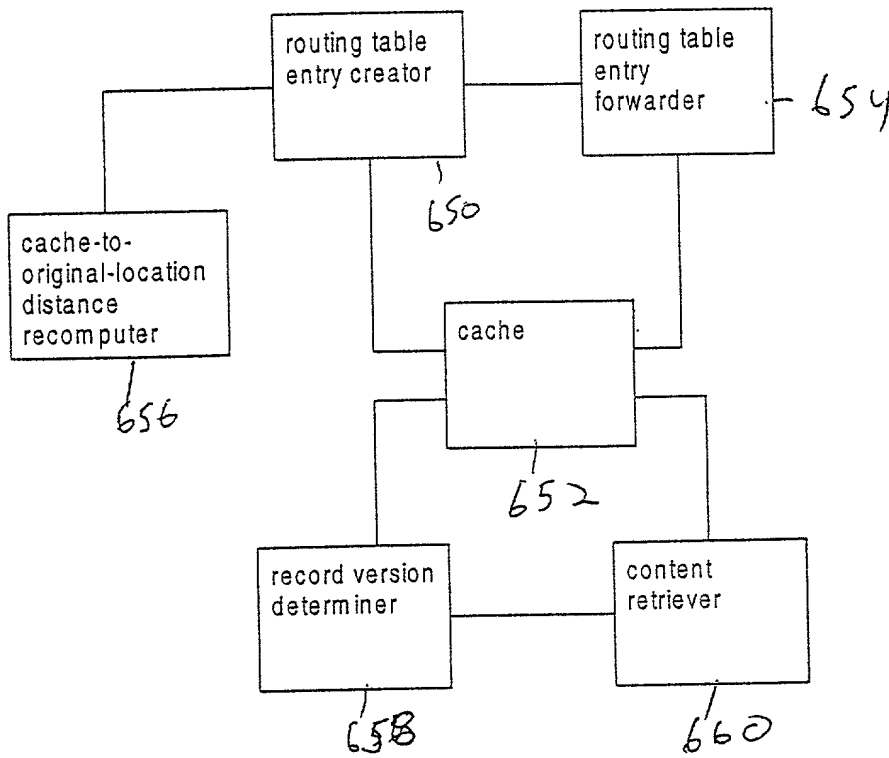 routing table
entry creator
routing table
entry
forwarder
654
650
cache-to-
original-location
distance
recomputer
656
cache
652
record version
determiner
content
retriever
658
660